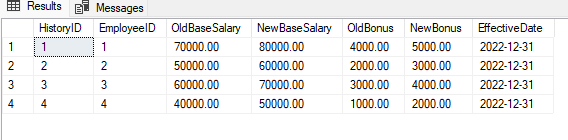 Results Messages
HistoryID EmployeeID OldBaseSalary NewBaseSalary OldBonus NewBonus EffectiveDate
1 1 1 70000.00 80000.00 4000.00 5000.00 2022-12-31
2 2 2 50000.00 60000.00 2000.00 3000.00 2022-12-31
3 3 3 60000.00 70000.00 3000.00 4000.00 2022-12-31
4 4 4 40000.00 50000.00 1000.00 2000.00 2022-12-31